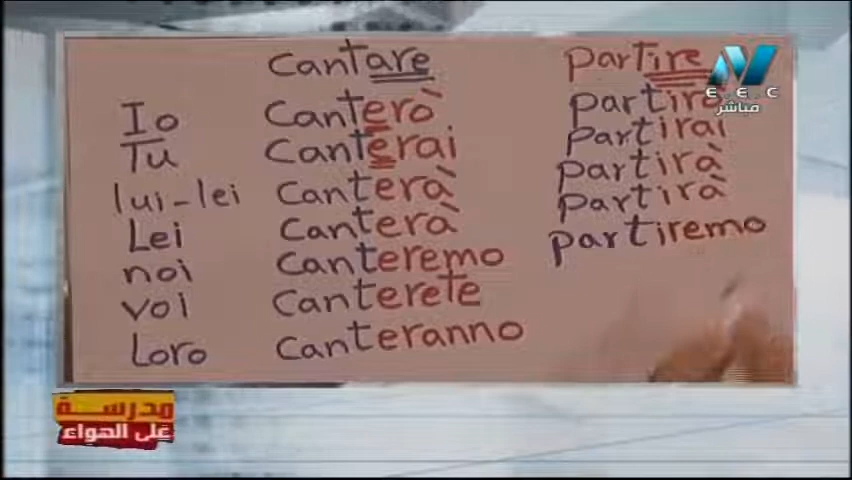 cantare partire
Io Canterò partirò
Tu Canterai partirai
lui-lei Canterà partirà
Lei Canterà partirà
noi Canteremo partiremo
voi Canterete
Loro Canteranno
EEC
مباشر
مدرسة
على الهواء